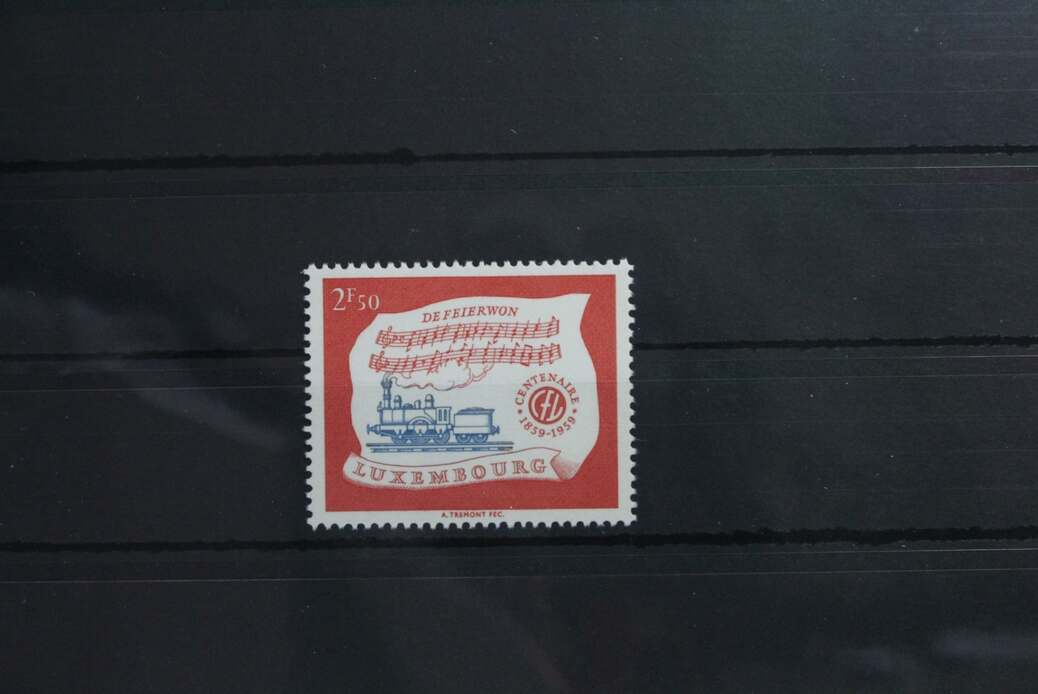 2F50
DE FEIERWON
CENTENAIRE
CFL
1859-1959
LUXEMBOURG
A. TREMONT FEC.